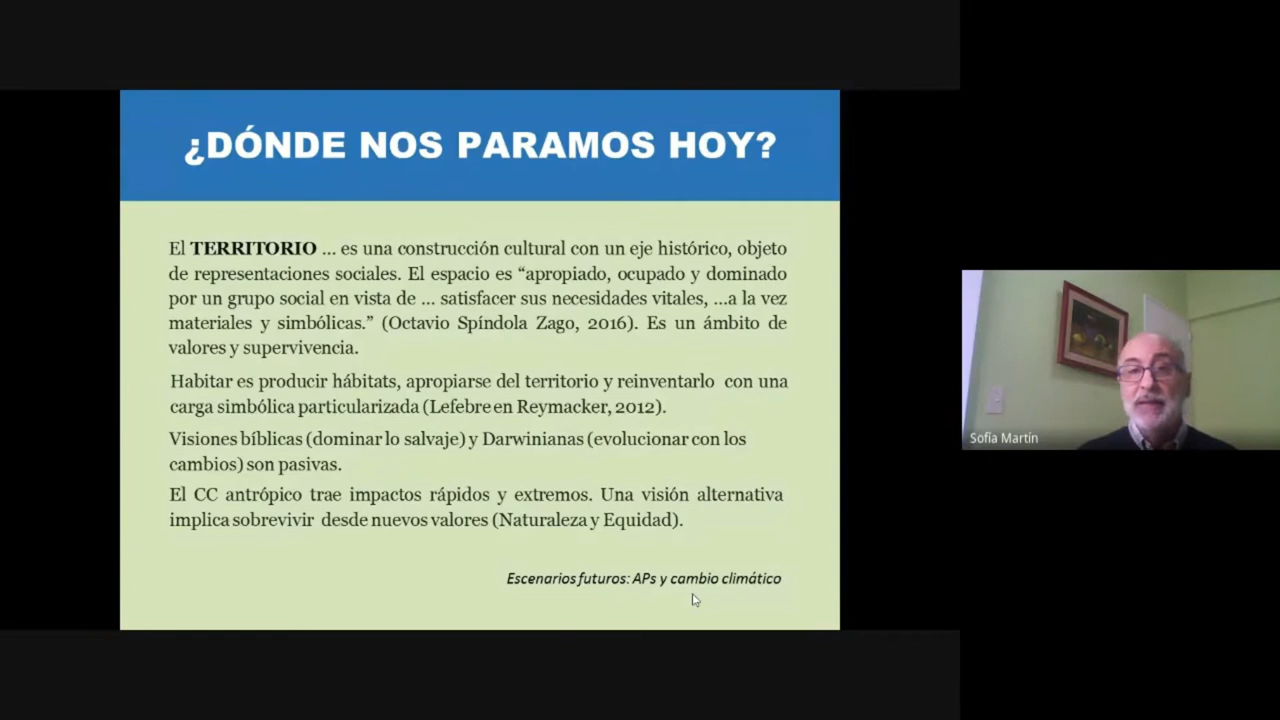 ¿DÓNDE NOS PARAMOS HOY?
El TERRITORIO ... es una construcción cultural con un eje histórico, objeto
de representaciones sociales. El espacio es “apropiado, ocupado y dominado
por un grupo social en vista de ... satisfacer sus necesidades vitales, ...a la vez
materiales y simbólicas.” (Octavio Spíndola Zago, 2016). Es un ámbito de
valores y supervivencia.
Habitar es producir hábitats, apropiarse del territorio y reinventarlo con una
carga simbólica particularizada (Lefebre en Reymacker, 2012).
Visiones bíblicas (dominar lo salvaje) y Darwinianas (evolucionar con los
cambios) son pasivas.
El CC antrópico trae impactos rápidos y extremos. Una visión alternativa
implica sobrevivir desde nuevos valores (Naturaleza y Equidad).
Escenarios futuros: APs y cambio climático
Sofía Martín